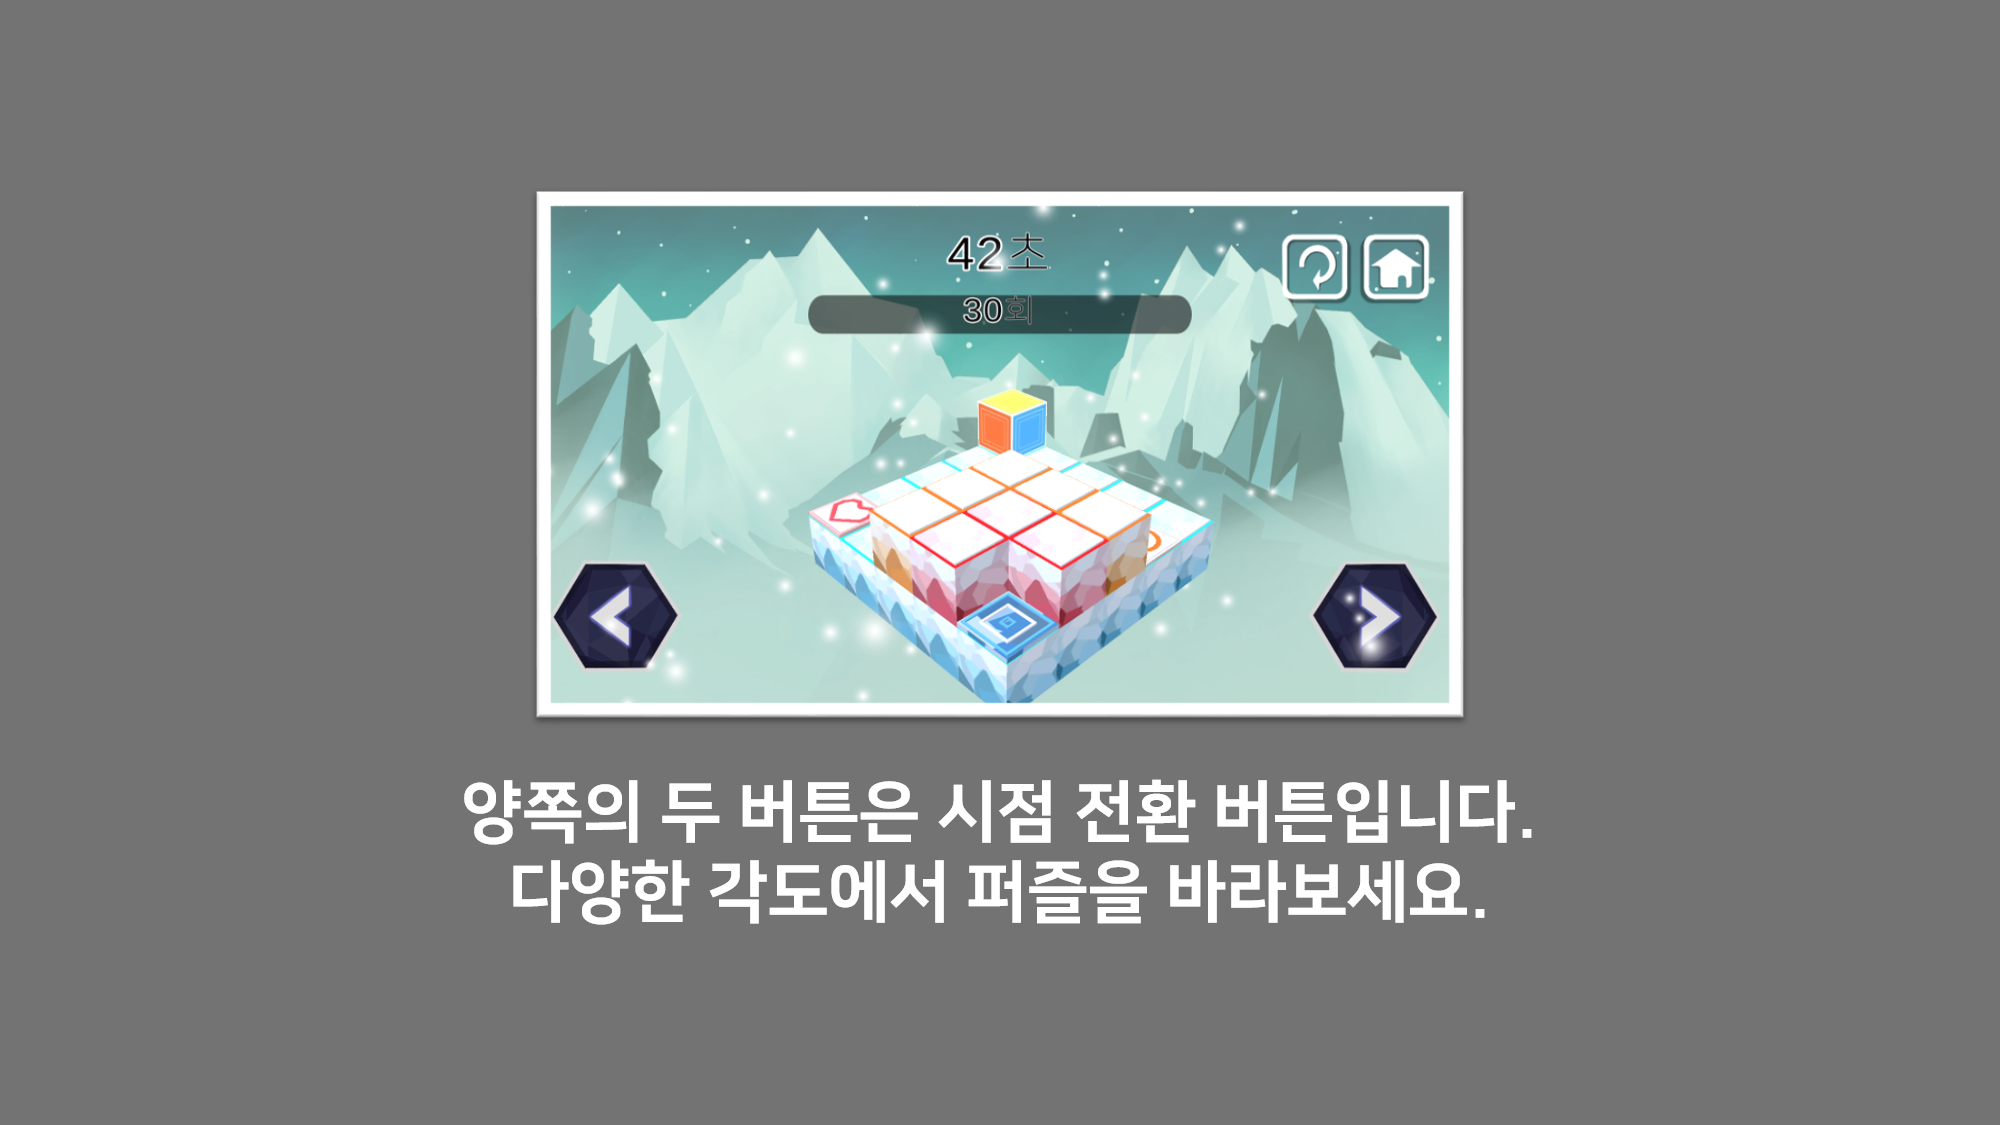 42초
30회
양쪽의 두 버튼은 시점 전환 버튼입니다.
다양한 각도에서 퍼즐을 바라보세요.